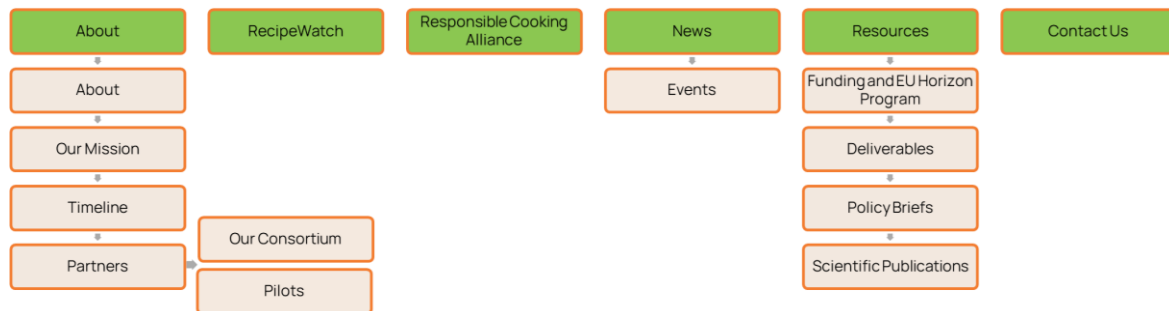 About
RecipeWatch
Responsible Cooking
Alliance
News
Resources
Contact Us
About
Our Mission
Timeline
Partners
Our Consortium
Pilots
Events
Funding and EU Horizon
Program
Deliverables
Policy Briefs
Scientific Publications